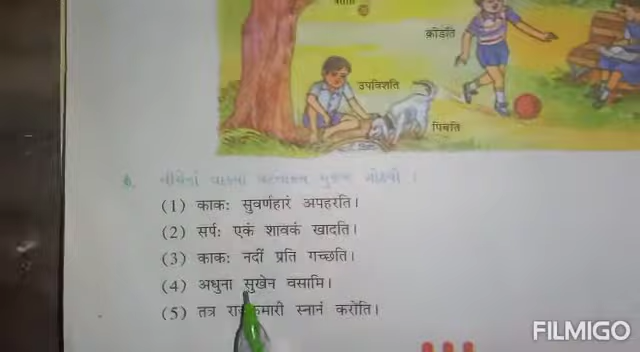 क्रीडति
उपविशति
पिबति
(1) काकः सुवर्णहारं अपहरति।
(2) सर्पः एकं शावकं खादति।
(3) काकः नदीं प्रति गच्छति।
(4) अधुना सुखेन वसामि।
(5) तत्र स्नानं करोति।
FILMIGO